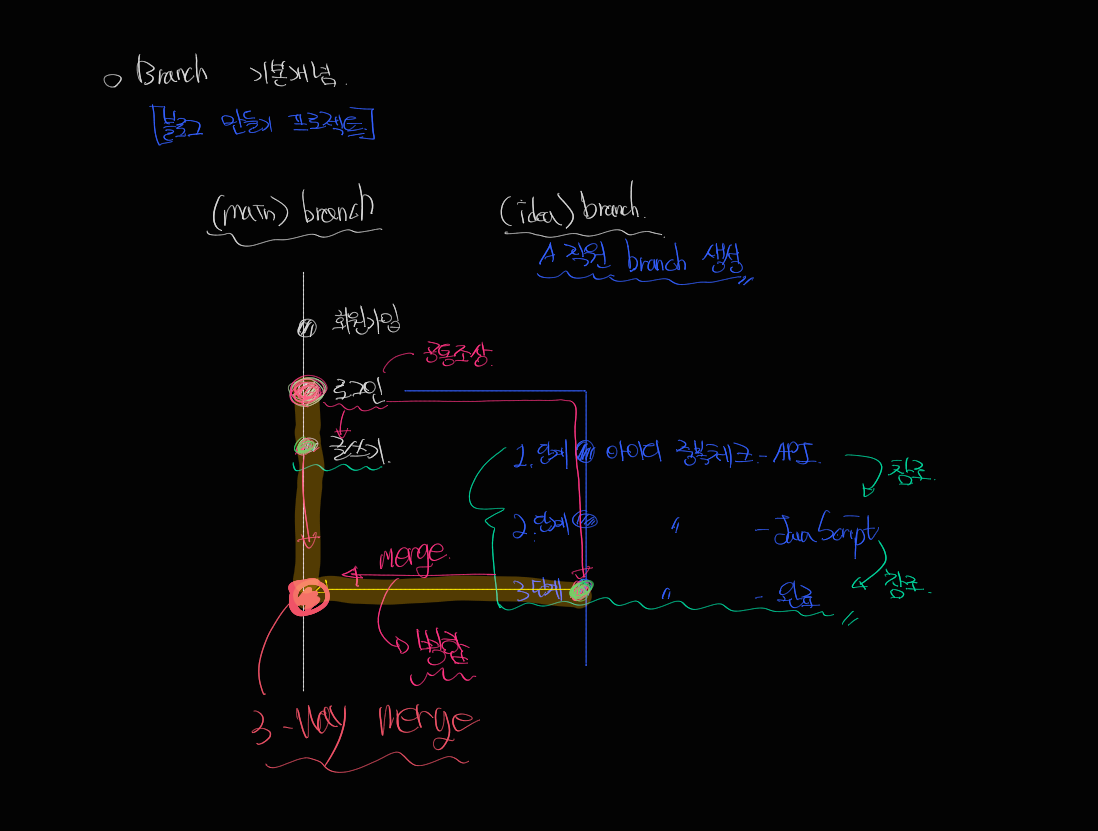 Branch 기본개념.
[블로그 만들기 프로젝트]
(main) branch
(idea) branch.
A 직원 branch 생성
회원가입
공통조상.
로그인
글쓰기.
1. 단계 아이디 중복체크 - API.
참조.
2. 단계 〃 - JavaScript
merge.
3 단계 〃 - 완료
참조.
병합
3-way merge